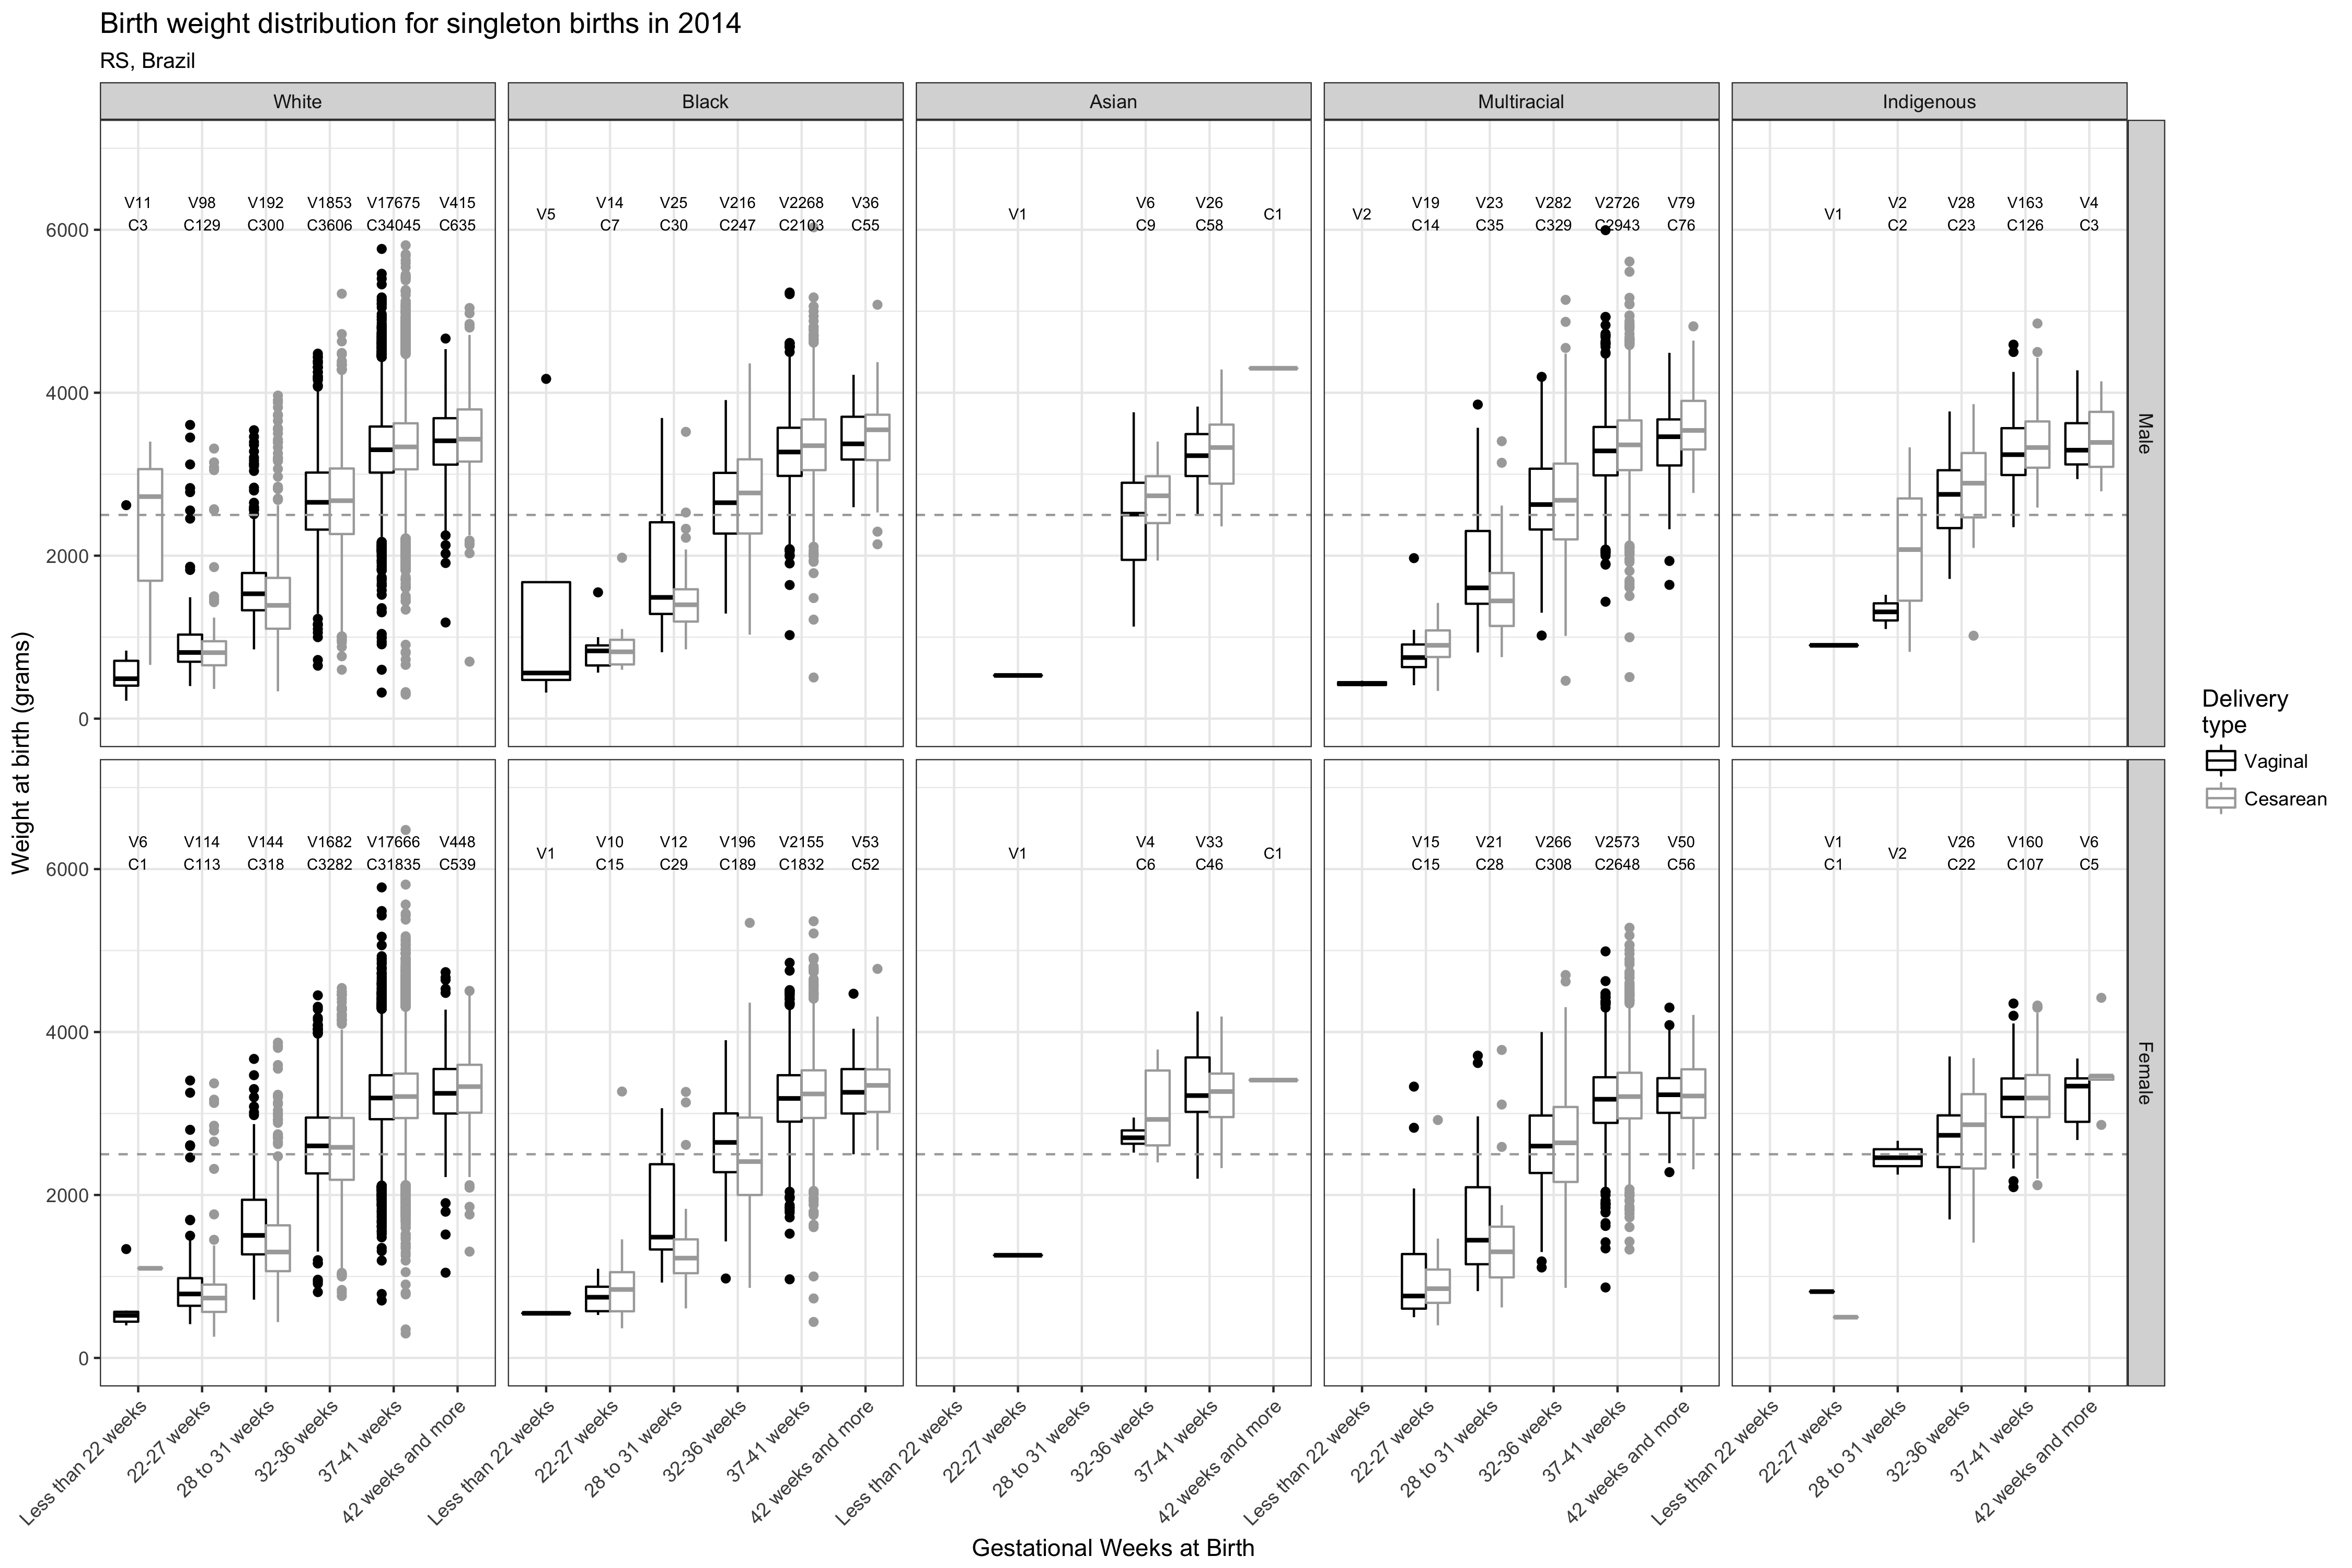 Birth weight distribution for singleton births in 2014
RS, Brazil
White Black Asian Multiracial Indigenous
V11 V98 V192 V1853 V17675 V415
C3 C129 C300 C3606 C34045 C635
V5 V14 V25 V216 V2268 V36
C7 C30 C247 C2103 C55
V1 V6 V26 C1
C9 C58
V2 V19 V23 V282 V2726 V79
C14 C35 C329 C2943 C76
V1 V2 V28 V163 V4
C2 C23 C126 C3
6000
4000
2000
0
Male
V6 V114 V144 V1682 V17666 V448
C1 C113 C318 C3282 C31835 C539
V1 V10 V12 V196 V2155 V53
C15 C29 C189 C1832 C52
V1 V4 V33 C1
C6 C46
V15 V21 V266 V2573 V50
C15 C28 C308 C2648 C56
V1 V2 V26 V160 V6
C1 C22 C107 C5
6000
4000
2000
0
Female
Weight at birth (grams)
Less than 22 weeks 22-27 weeks 28 to 31 weeks 32-36 weeks 37-41 weeks 42 weeks and more
Less than 22 weeks 22-27 weeks 28 to 31 weeks 32-36 weeks 37-41 weeks 42 weeks and more
Less than 22 weeks 22-27 weeks 28 to 31 weeks 32-36 weeks 37-41 weeks 42 weeks and more
Less than 22 weeks 22-27 weeks 28 to 31 weeks 32-36 weeks 37-41 weeks 42 weeks and more
Less than 22 weeks 22-27 weeks 28 to 31 weeks 32-36 weeks 37-41 weeks 42 weeks and more
Gestational Weeks at Birth
Delivery
type
Vaginal
Cesarean